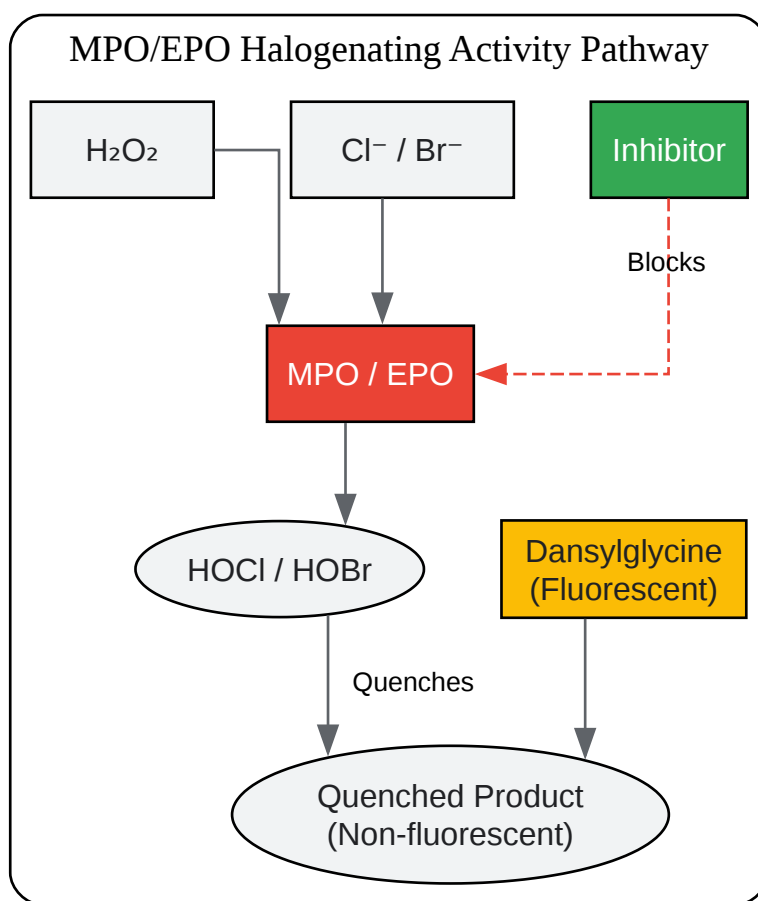 MPO/EPO Halogenating Activity Pathway
H₂O₂
Cl⁻ / Br⁻
Inhibitor
Blocks
MPO / EPO
HOCl / HOBr
Dansylglycine
(Fluorescent)
Quenches
Quenched Product
(Non-fluorescent)